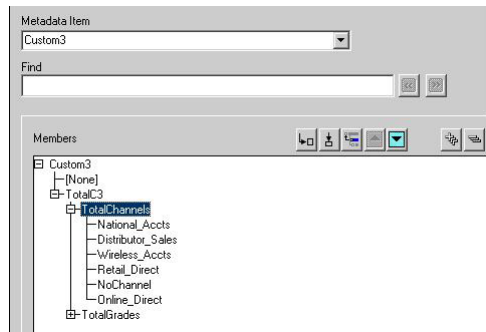 Metadata Item
Custom3
Find
Members
Custom3
[None]
TotalC3
TotalChannels
National_Accts
Distributor_Sales
Wireless_Accts
Retail_Direct
NoChannel
Online_Direct
TotalGrades